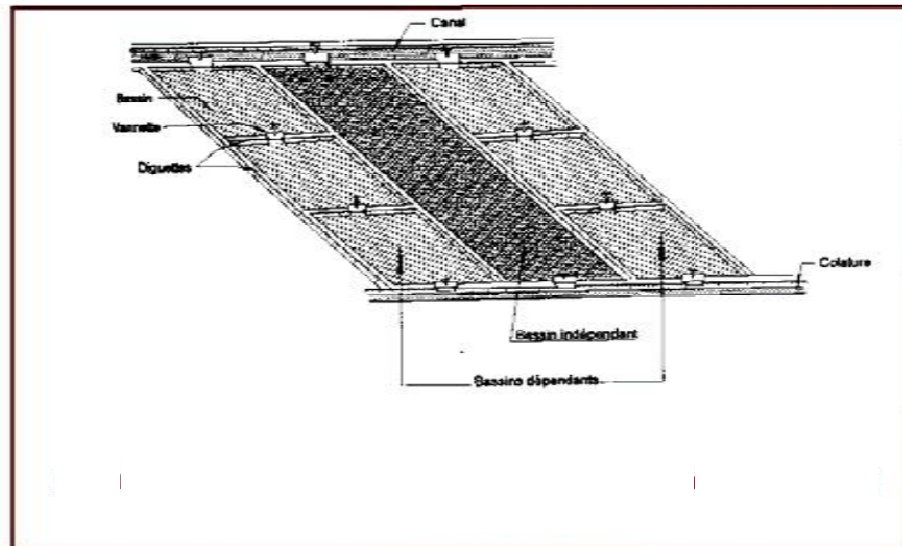 Canal
Bassin
Vannette
Diguettes
Colature
Bassin indépendant
Bassins dépendants